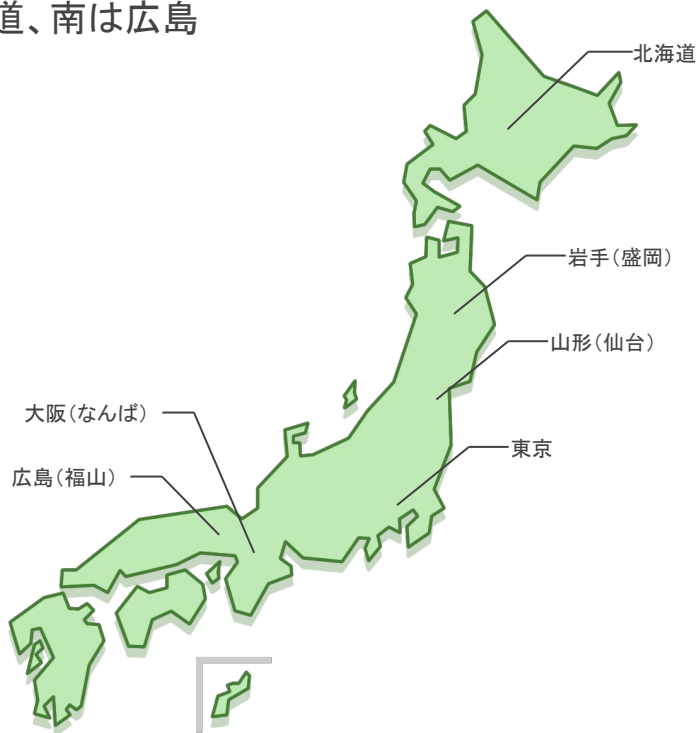 道、南は広島
北海道
岩手（盛岡）
山形（仙台）
大阪（なんば）
東京
広島（福山）